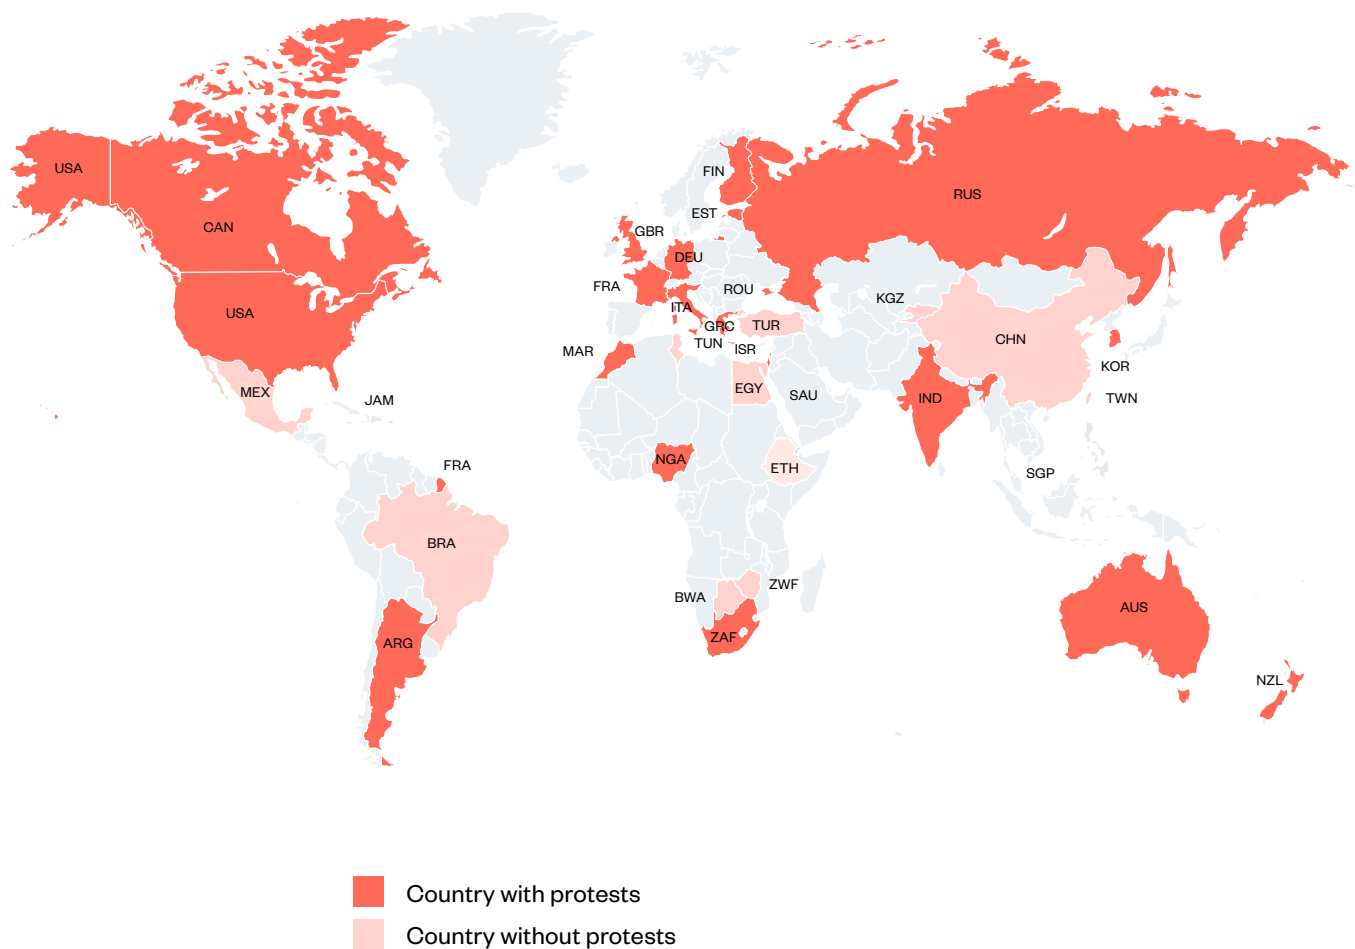 USA
CAN
USA
MEX
JAM
FRA
BRA
ARG
FIN
EST
GBR
DEU
FRA
ROU
ITA
GRC
TUR
TUN
ISR
MAR
EGY
SAU
NGA
ETH
BWA
ZWF
ZAF
RUS
KGZ
CHN
KOR
TWN
IND
SGP
AUS
NZL
Country with protests
Country without protests